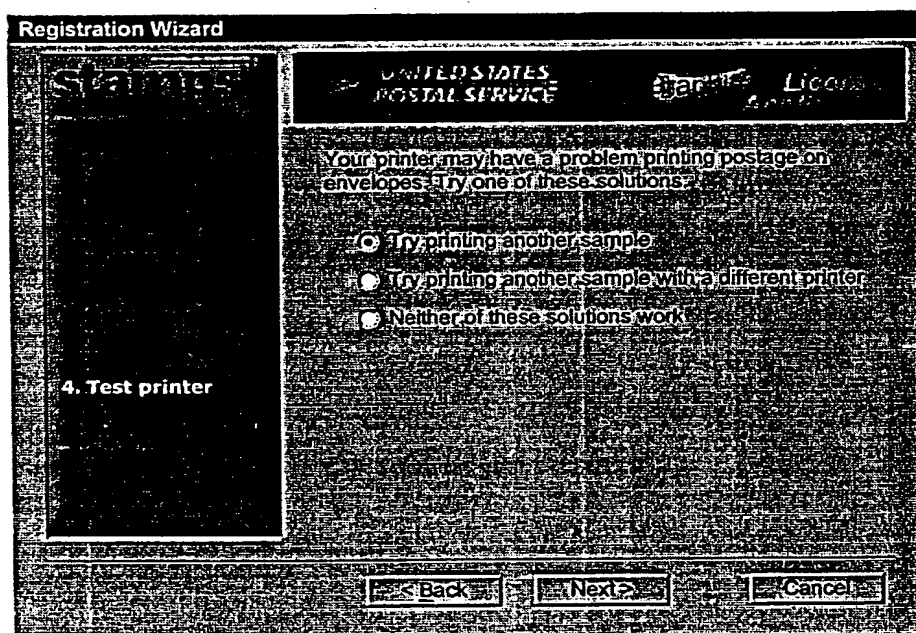 Registration Wizard
stamps
UNITED STATES
POSTAL SERVICE
Your printer may have a problem printing postage on
envelopes. Try one of these solutions:
Try printing another sample
Try printing another sample with a different printer
Neither of these solutions work
4. Test printer
< Back
Next >
Cancel